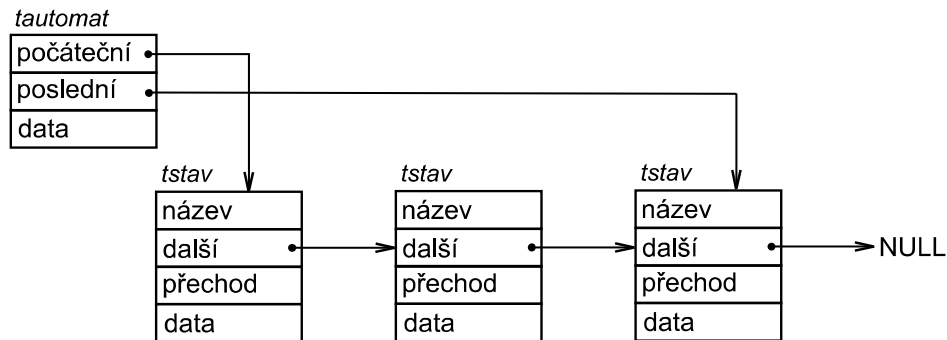 tautomat
počáteční
poslední
data
tstav
název
další
přechod
data
tstav
název
další
přechod
data
tstav
název
další
přechod
data
NULL